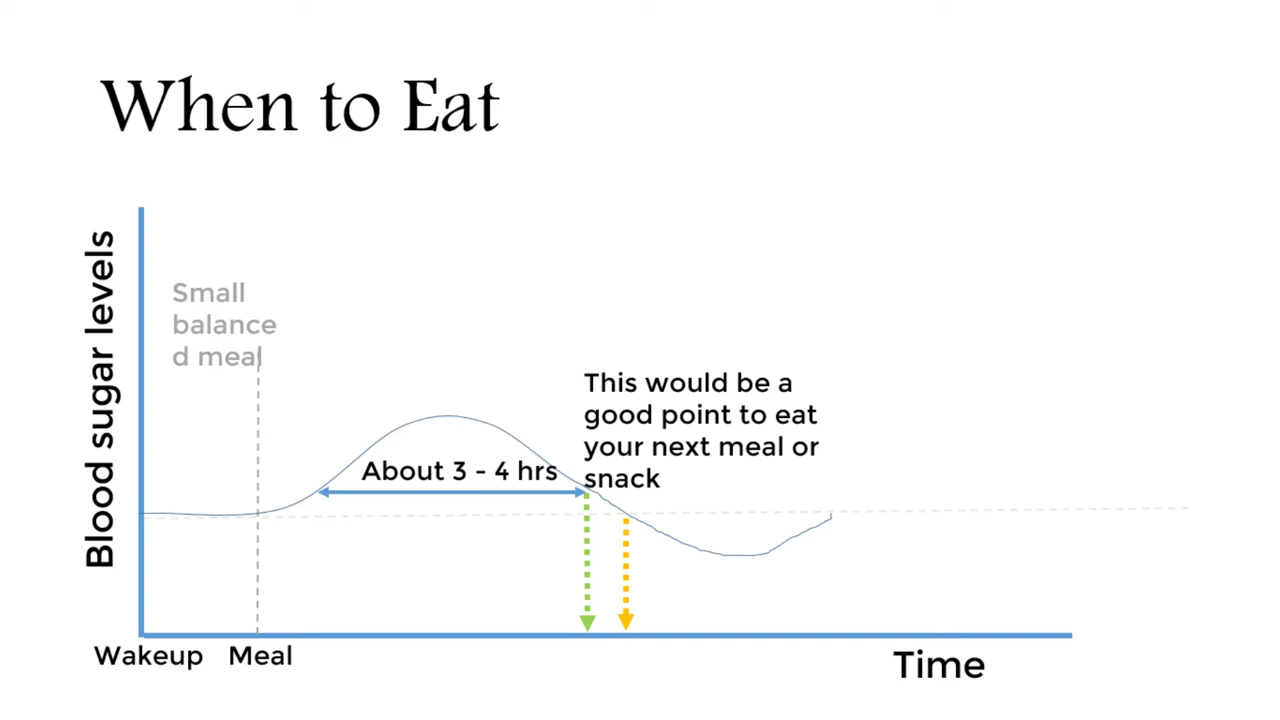 When to Eat
Blood sugar levels
Small
balance
d meal
This would be a
good point to eat
your next meal or
snack
About 3 - 4 hrs
Wakeup
Meal
Time